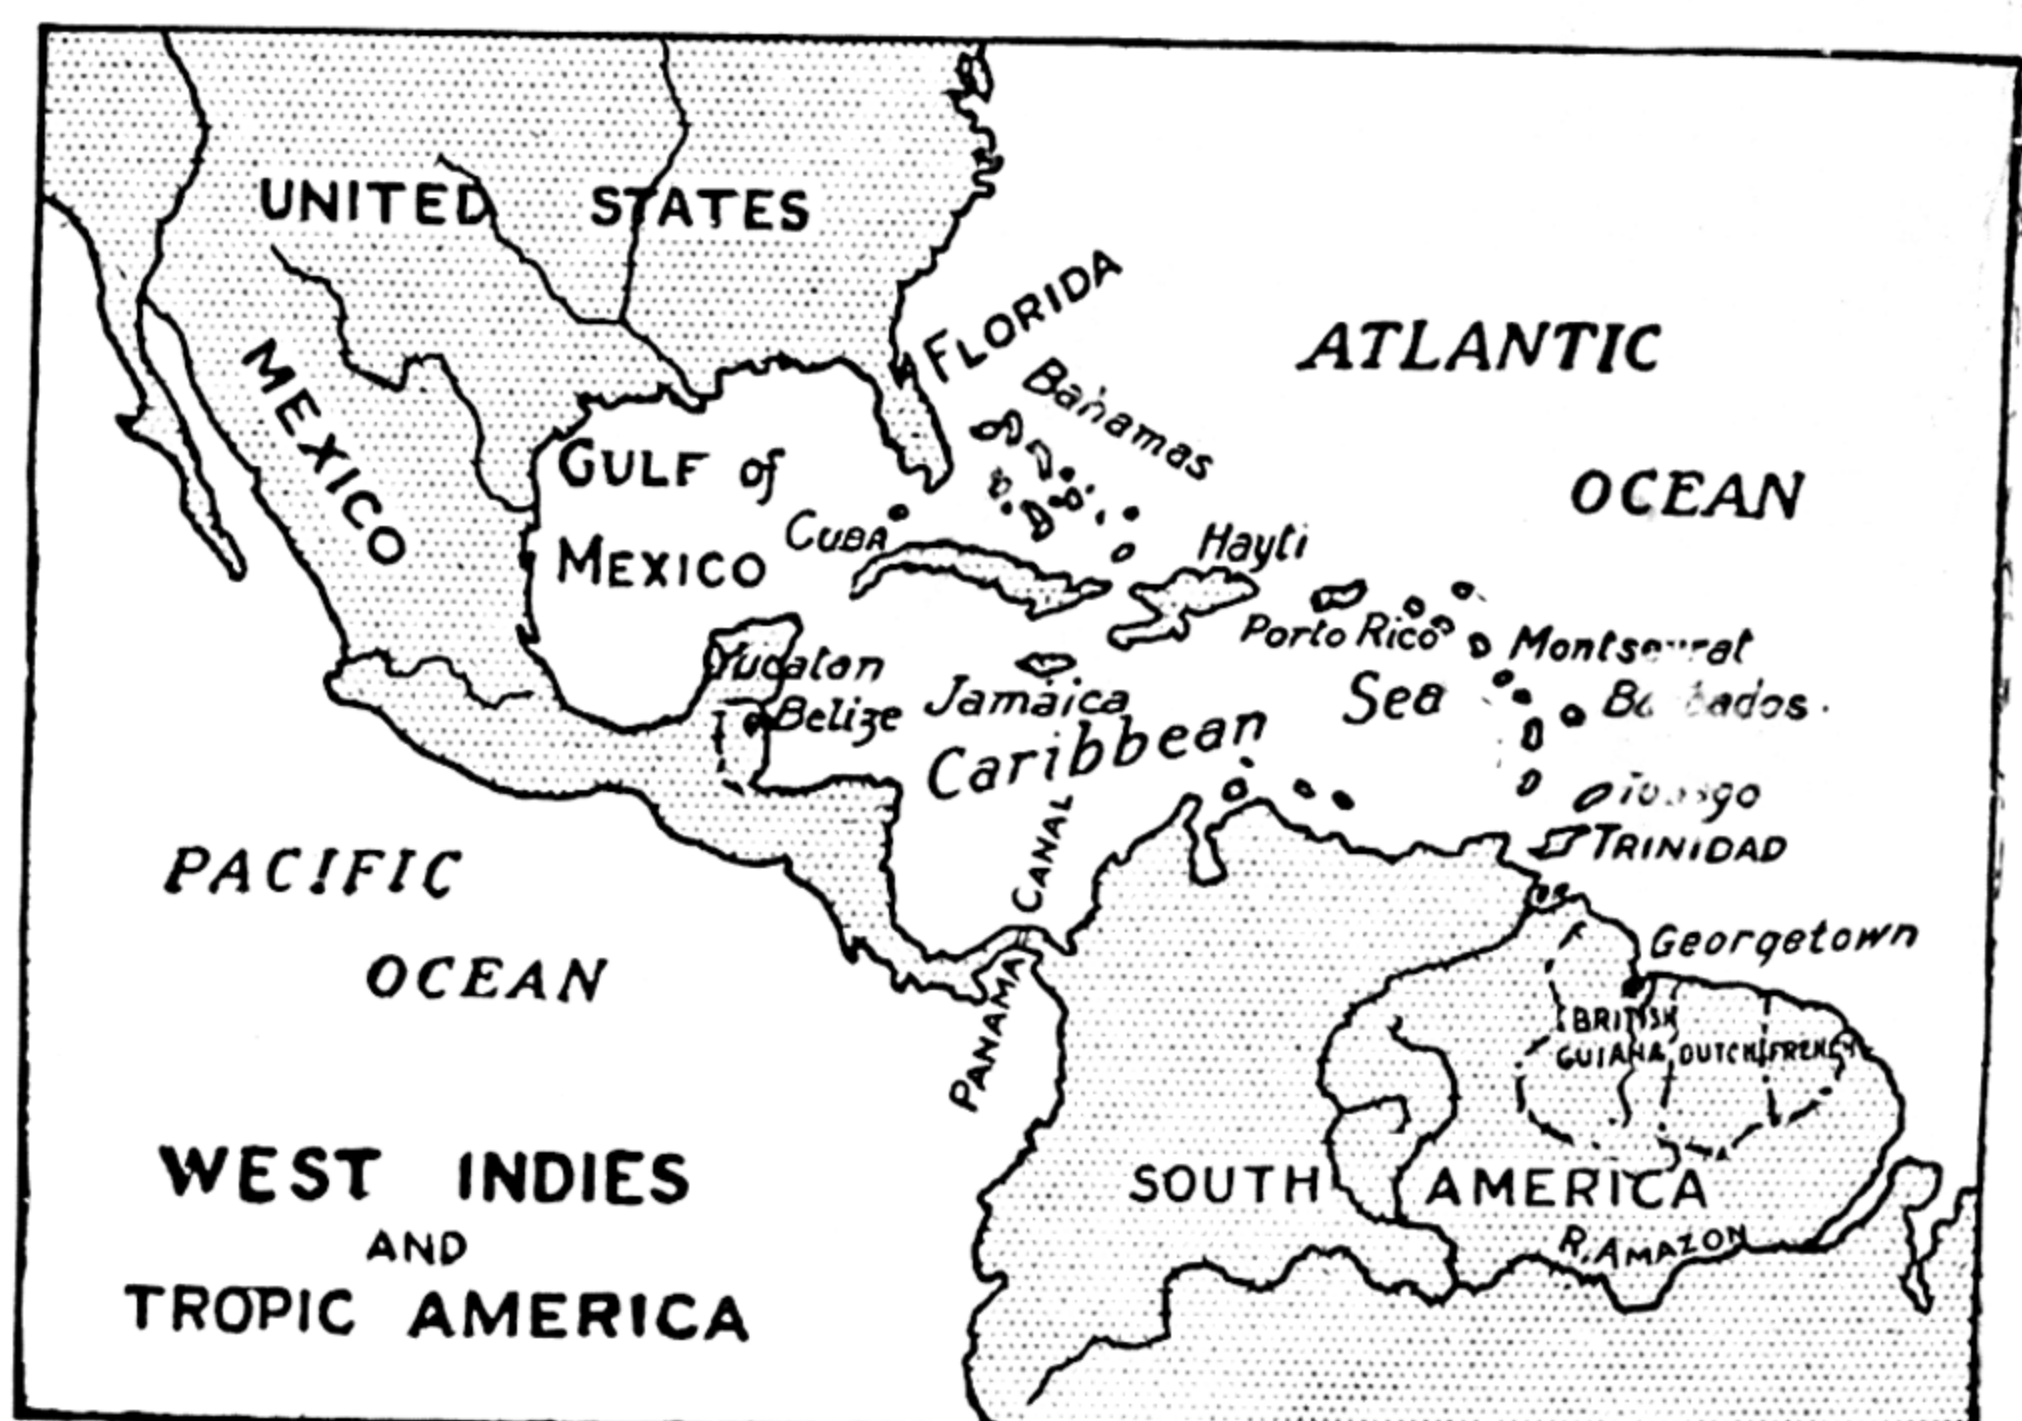 UNITED STATES
FLORIDA
MEXICO
ATLANTIC
OCEAN
Bahamas
GULF of
MEXICO
CUBA
Hayti
Porto Rico
Yucatan
Belize
Jamaica
Caribbean
Sea
TRINIDAD
CANAL
PANAMA
PACIFIC
OCEAN
Georgetown
BRITISH
GUIANA DUTCH FRENCH
SOUTH AMERICA
R. AMAZON
WEST INDIES
AND
TROPIC AMERICA